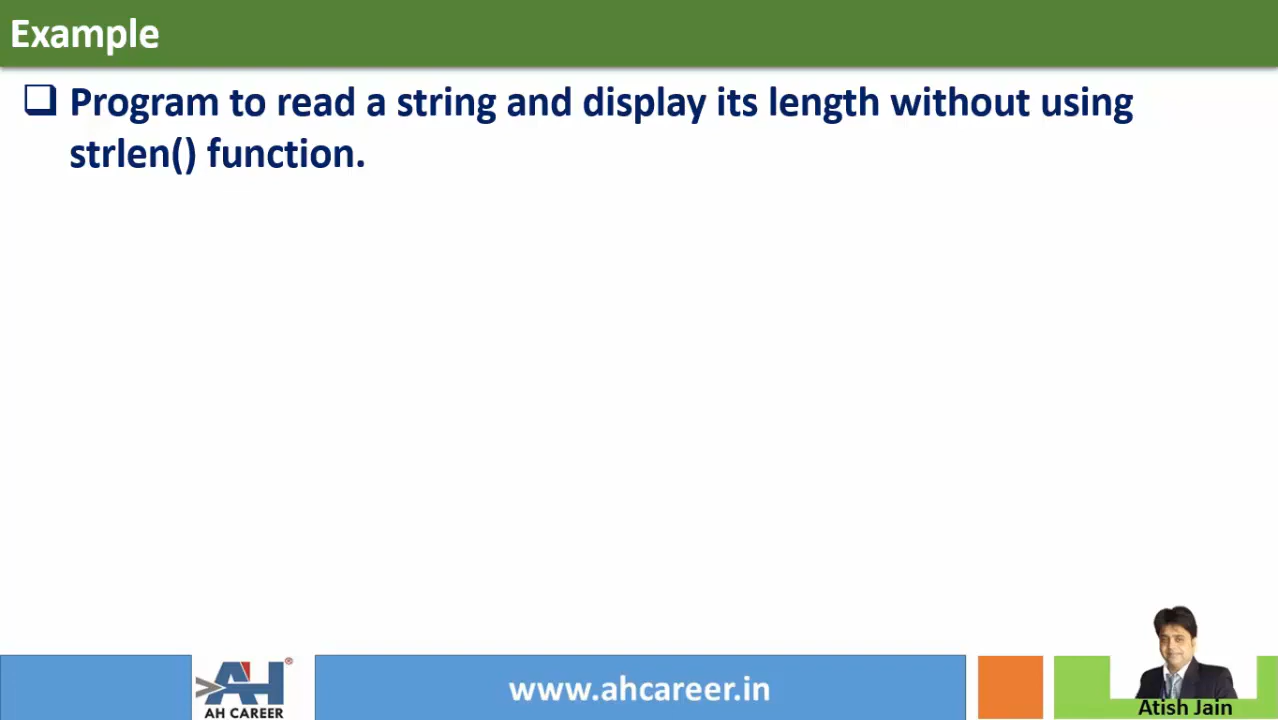 Example
Program to read a string and display its length without using
strlen() function.
AH
®
AH CAREER
www.ahcareer.in
Atish Jain